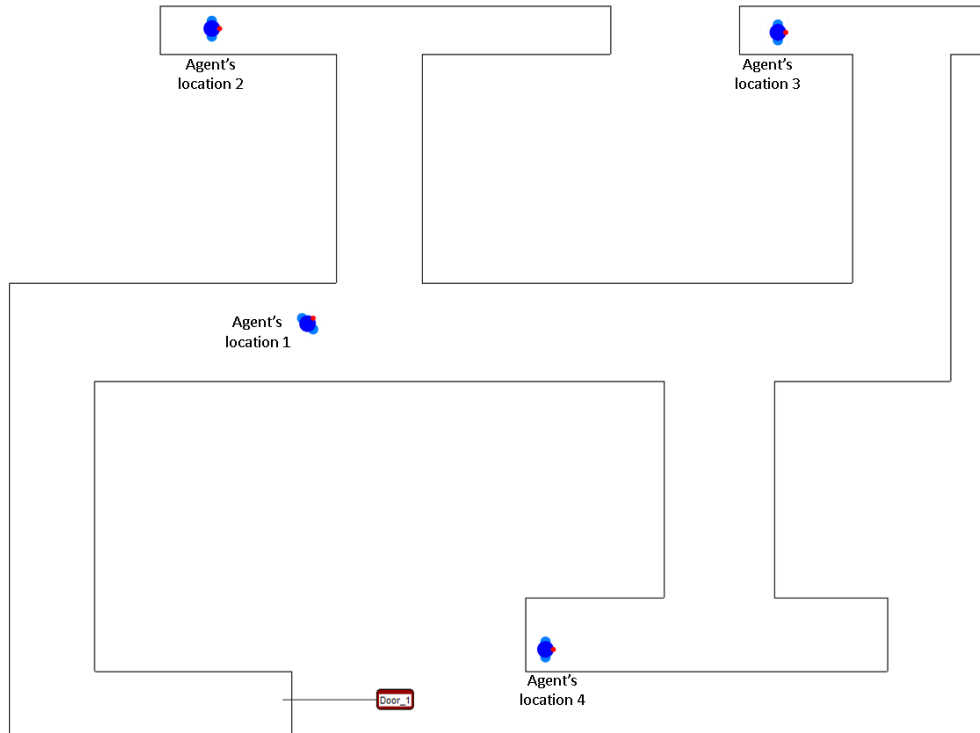 Agent's
location 2
Agent's
location 3
Agent's
location 1
Agent's
location 4
Door_1